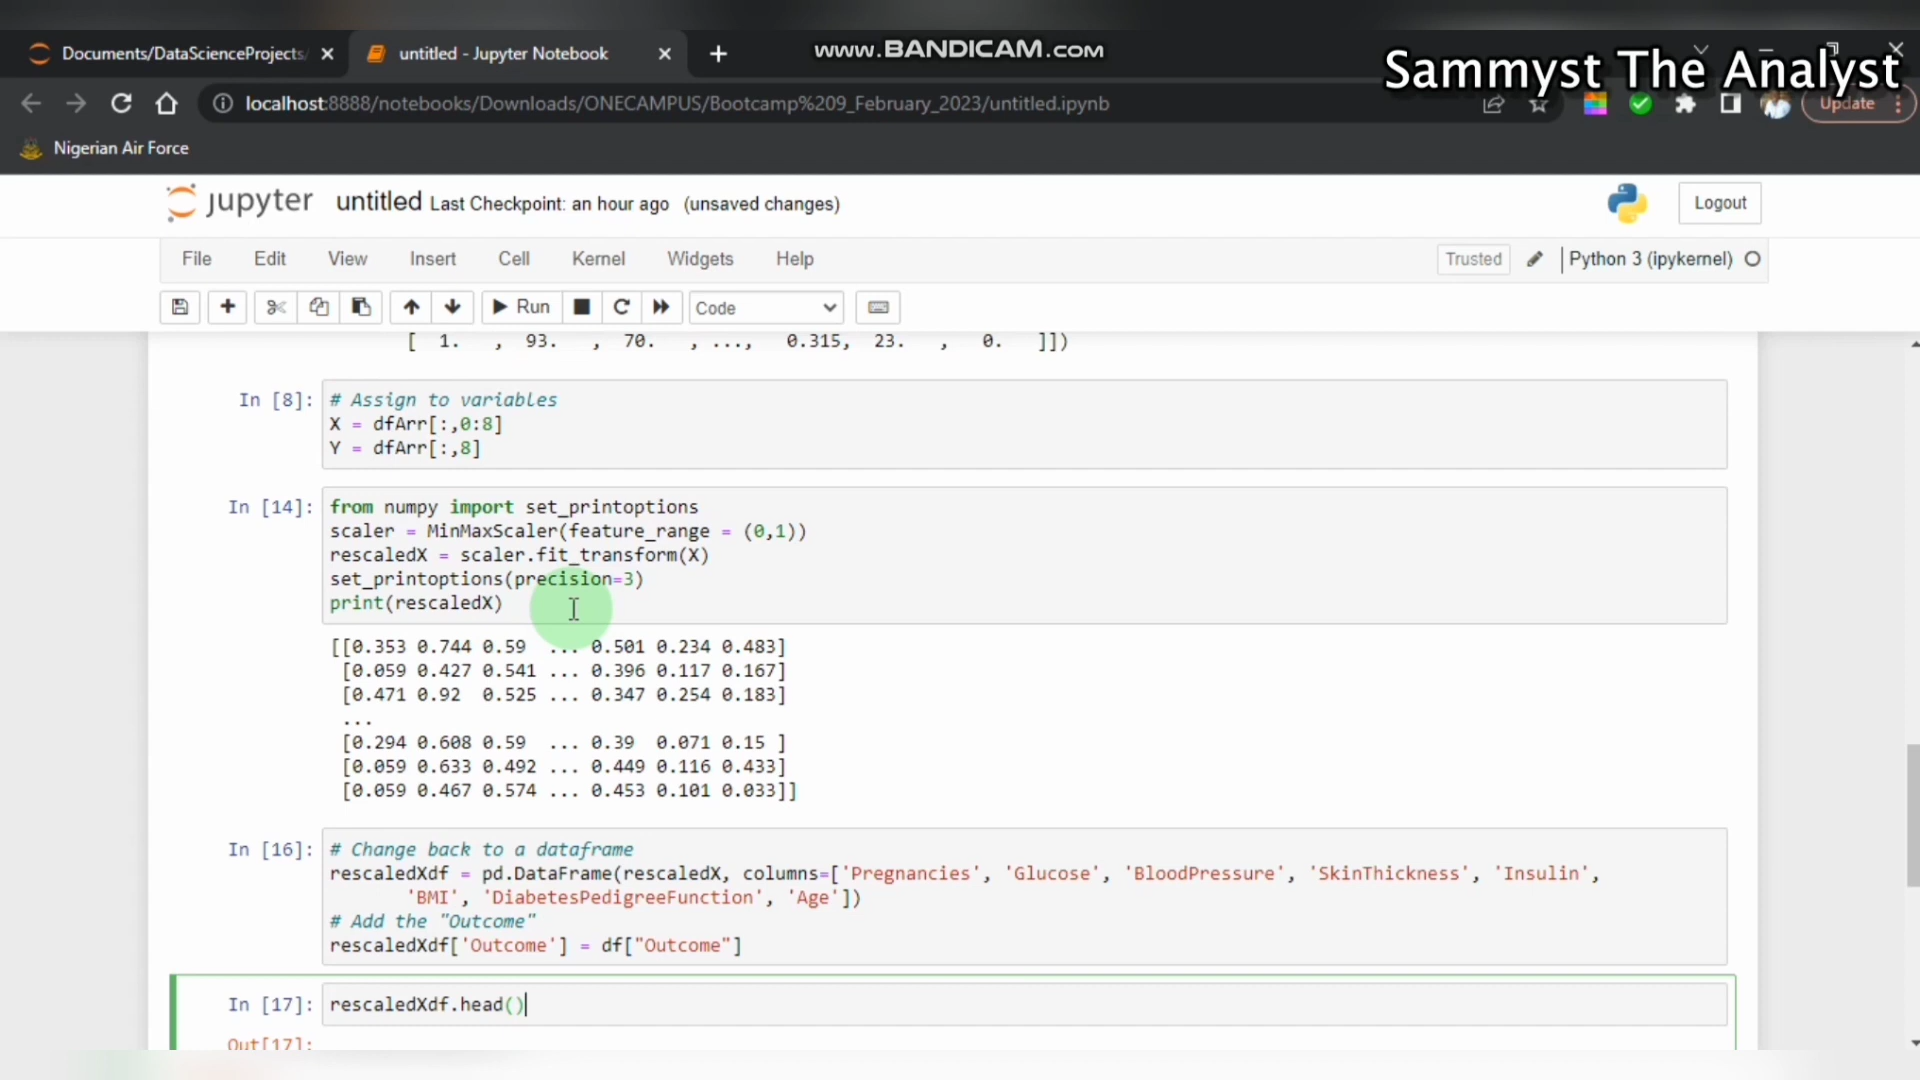 www.BANDICAM.com
Sammyst The Analyst
Documents/DataScienceProjects/
untitled - Jupyter Notebook
localhost:8888/notebooks/Downloads/ONECAMPUS/Bootcamp%209_February_2023/untitled.ipynb
Update
Nigerian Air Force
jupyter untitled Last Checkpoint: an hour ago (unsaved changes)
Logout
File Edit View Insert Cell Kernel Widgets Help
Trusted
Python 3 (ipykernel)
Run
Code
[ 1. , 93. , 70. , ..., 0.315, 23. , 0. ]])
In [8]: # Assign to variables
X = dfArr[:,0:8]
Y = dfArr[:,8]
In [14]: from numpy import set_printoptions
scaler = MinMaxScaler(feature_range = (0,1))
rescaledX = scaler.fit_transform(X)
set_printoptions(precision=3)
print(rescaledX)
[[0.353 0.744 0.59 ... 0.501 0.234 0.483]
[0.059 0.427 0.541 ... 0.396 0.117 0.167]
[0.471 0.92 0.525 ... 0.347 0.254 0.183]
...
[0.294 0.608 0.59 ... 0.39 0.071 0.15 ]
[0.059 0.633 0.492 ... 0.449 0.116 0.433]
[0.059 0.467 0.574 ... 0.453 0.101 0.033]]
In [16]: # Change back to a dataframe
rescaledXdf = pd.DataFrame(rescaledX, columns=['Pregnancies', 'Glucose', 'BloodPressure', 'SkinThickness', 'Insulin',
'BMI', 'DiabetesPedigreeFunction', 'Age'])
# Add the "Outcome"
rescaledXdf['Outcome'] = df["Outcome"]
In [17]: rescaledXdf.head()
Out[17]: